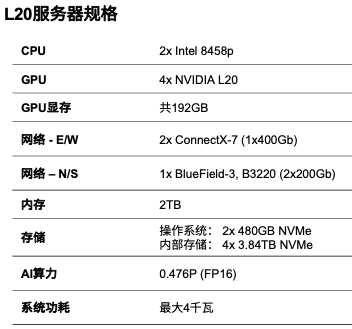 L20服务器规格
CPU 2x Intel 8458p
GPU 4x NVIDIA L20
GPU显存 共192GB
网络 - E/W 2x ConnectX-7 (1x400Gb)
网络 – N/S 1x BlueField-3, B3220 (2x200Gb)
内存 2TB
存储 操作系统： 2x 480GB NVMe
内部存储： 4x 3.84TB NVMe
AI算力 0.476P (FP16)
系统功耗 最大4千瓦